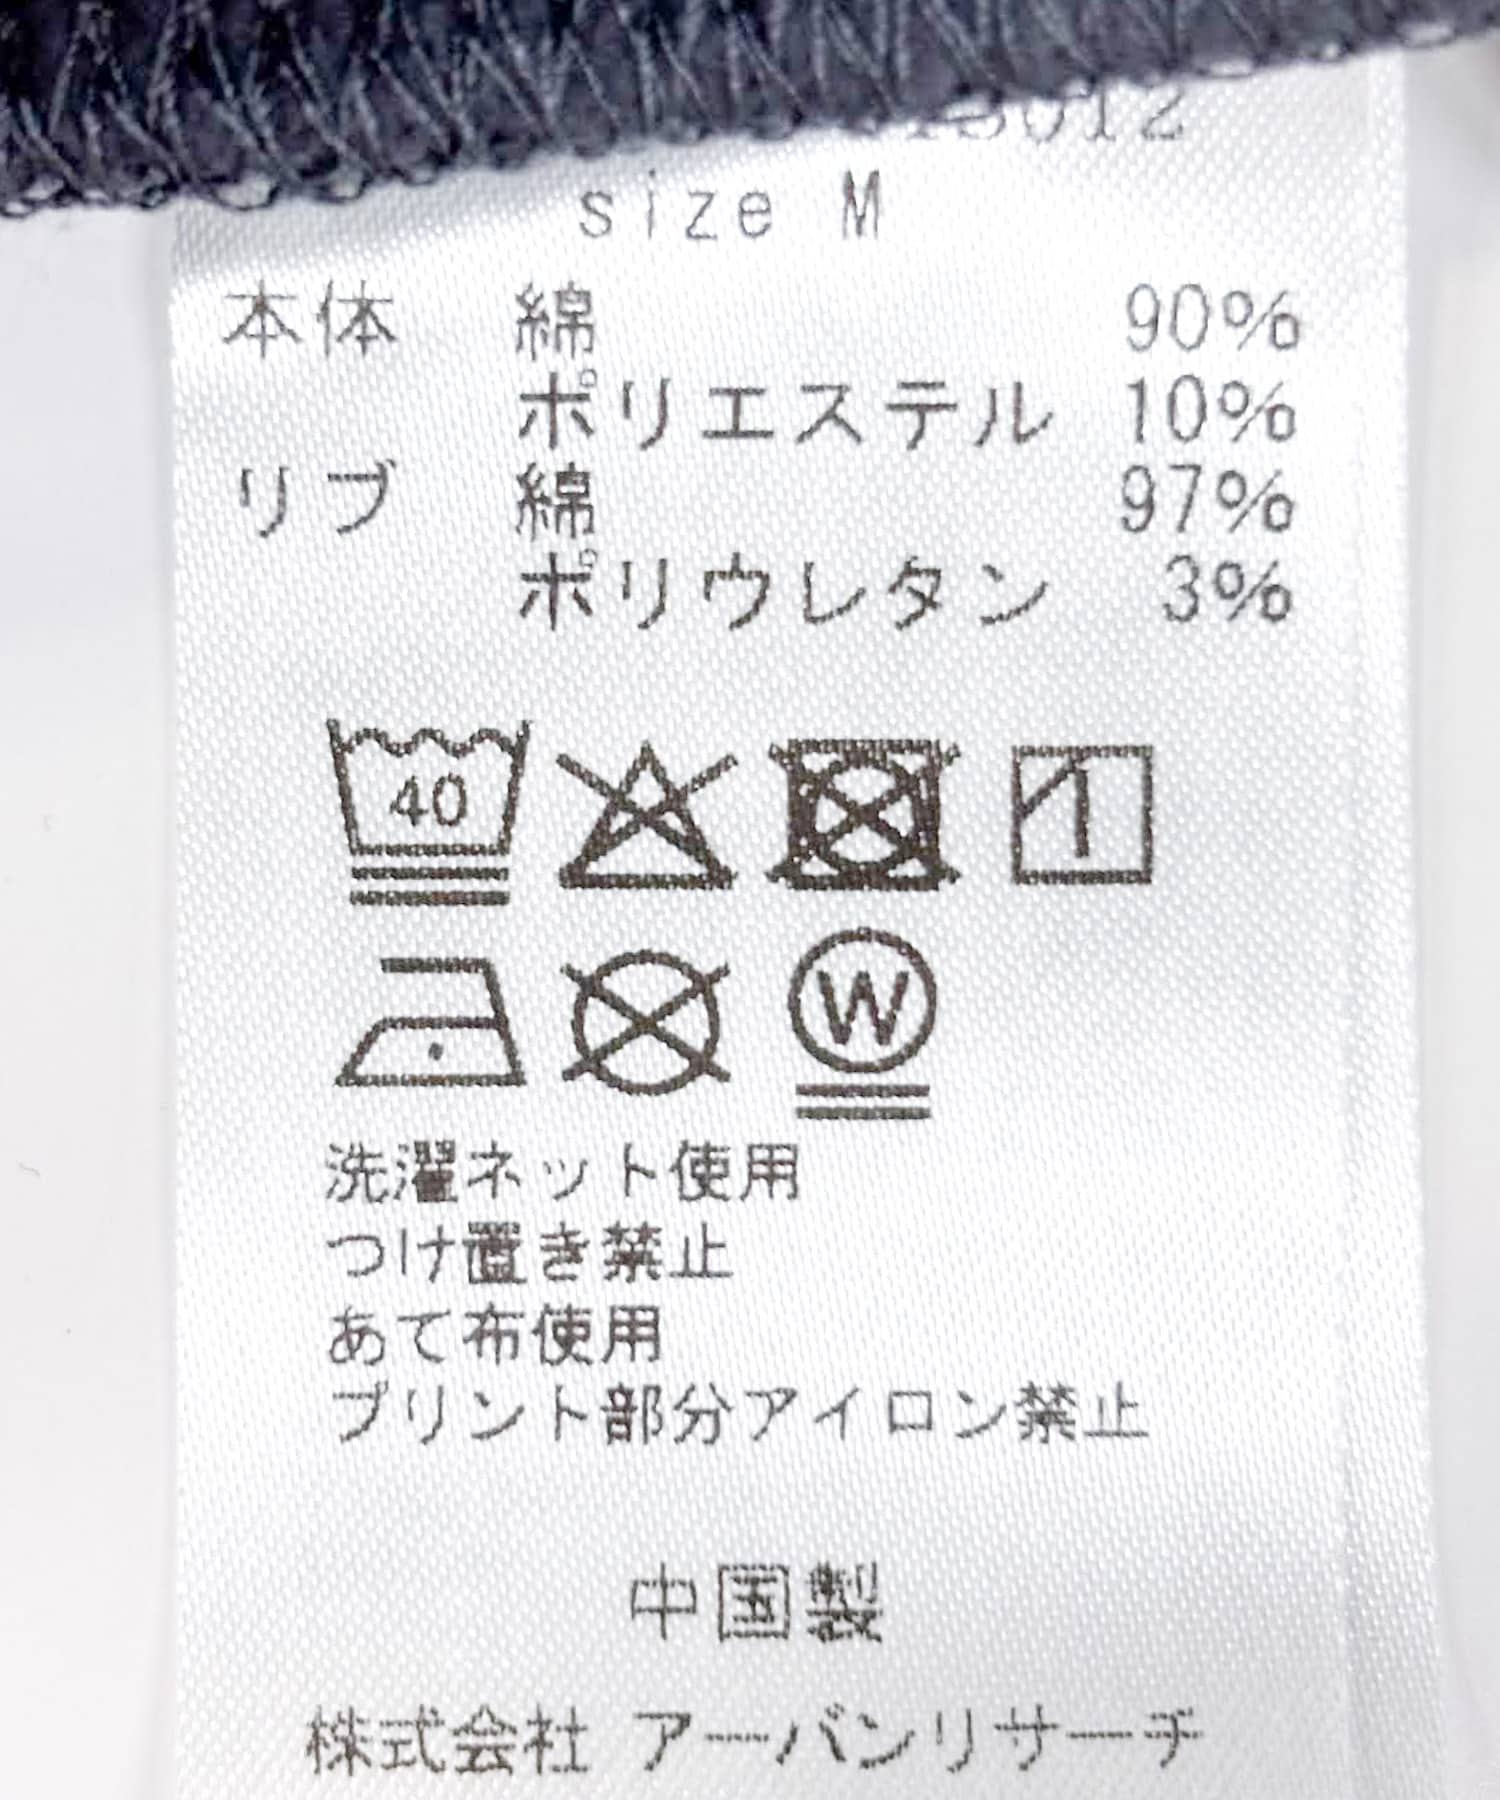 size M
本体 綿 90%
ポリエステル 10%
リブ 綿 97%
ポリウレタン 3%
40
W
洗濯ネット使用
つけ置き禁止
あて布使用
プリント部分アイロン禁止
中国製
株式会社 アーバンリサーチ